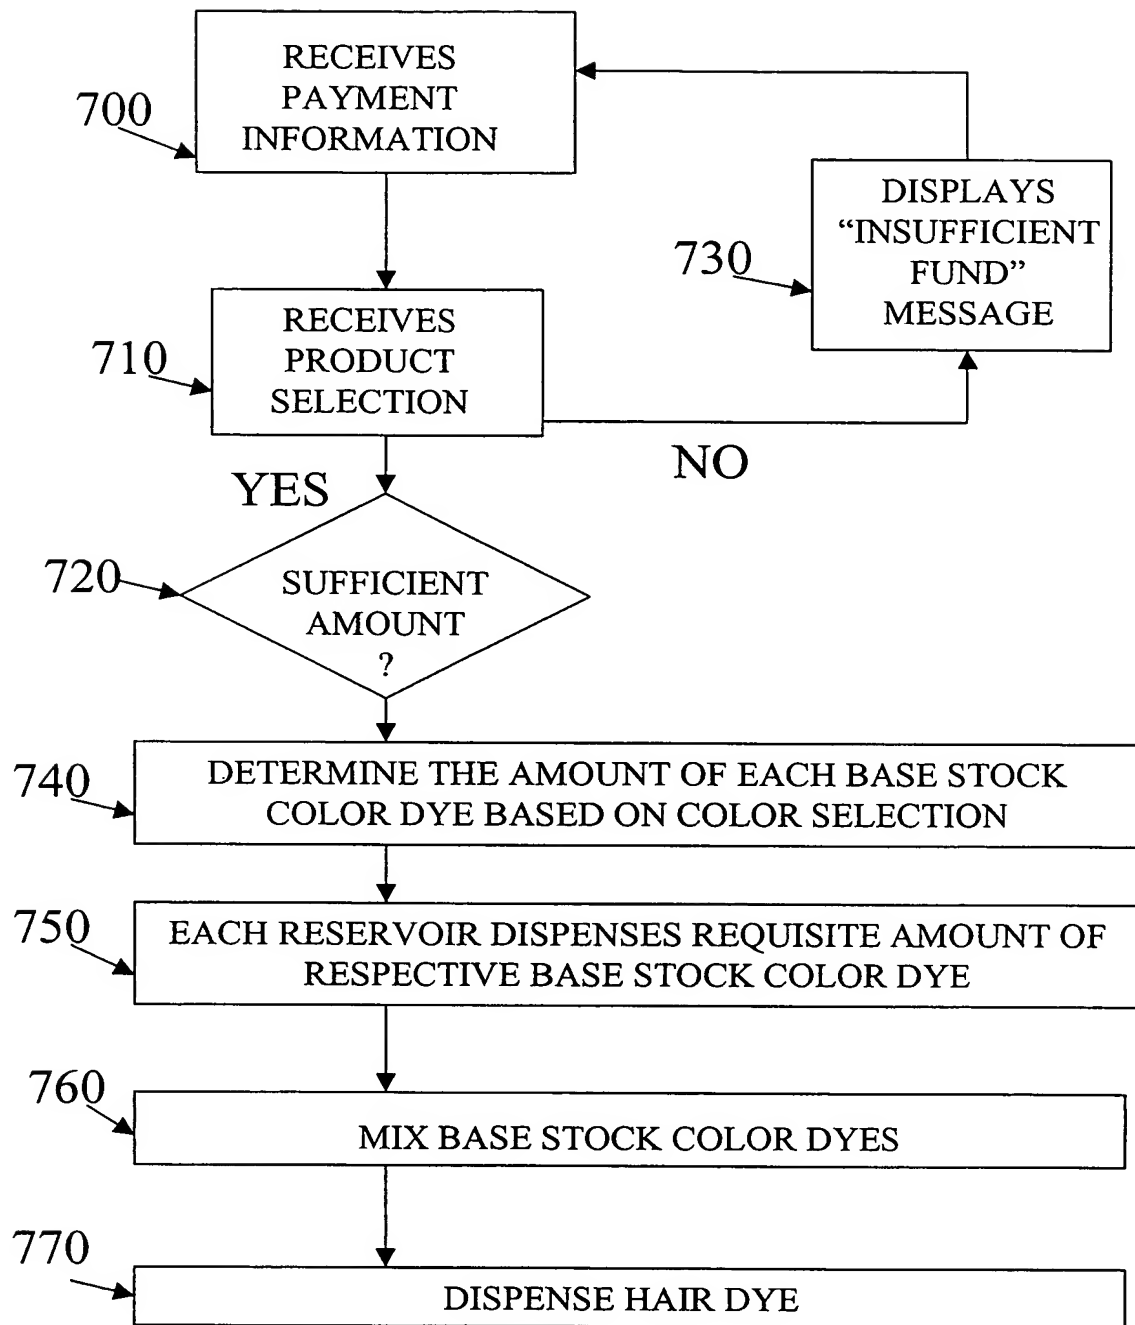 700
RECEIVES
PAYMENT
INFORMATION
730
DISPLAYS
“INSUFFICIENT
FUND”
MESSAGE
710
RECEIVES
PRODUCT
SELECTION
NO
YES
720
SUFFICIENT
AMOUNT
?
740
DETERMINE THE AMOUNT OF EACH BASE STOCK
COLOR DYE BASED ON COLOR SELECTION
750
EACH RESERVOIR DISPENSES REQUISITE AMOUNT OF
RESPECTIVE BASE STOCK COLOR DYE
760
MIX BASE STOCK COLOR DYES
770
DISPENSE HAIR DYE